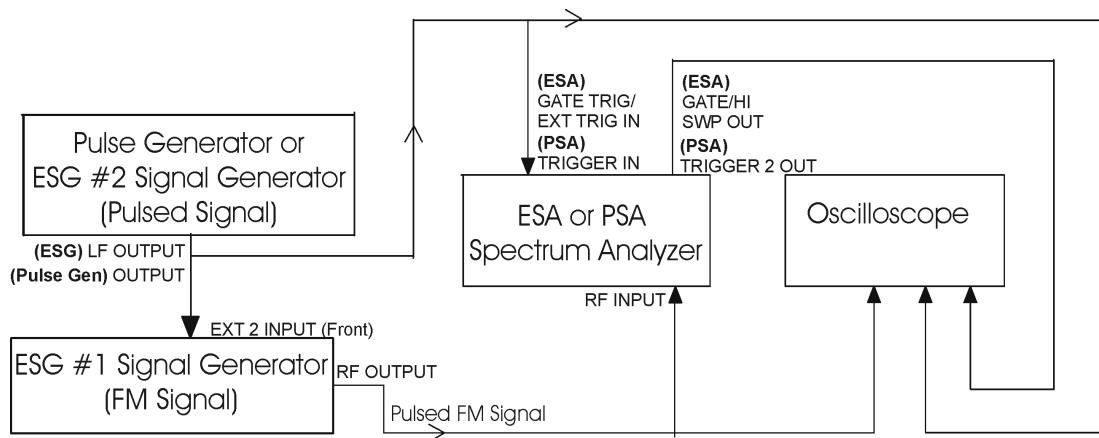 (ESA)
GATE TRIG/
EXT TRIG IN
(PSA)
TRIGGER IN
(ESA)
GATE/HI
SWP OUT
(PSA)
TRIGGER 2 OUT
Pulse Generator or
ESG #2 Signal Generator
(Pulsed Signal)
ESA or PSA
Spectrum Analyzer
Oscilloscope
(ESG) LF OUTPUT
(Pulse Gen) OUTPUT
RF INPUT
EXT 2 INPUT (Front)
ESG #1 Signal Generator
(FM Signal)
RF OUTPUT
Pulsed FM Signal